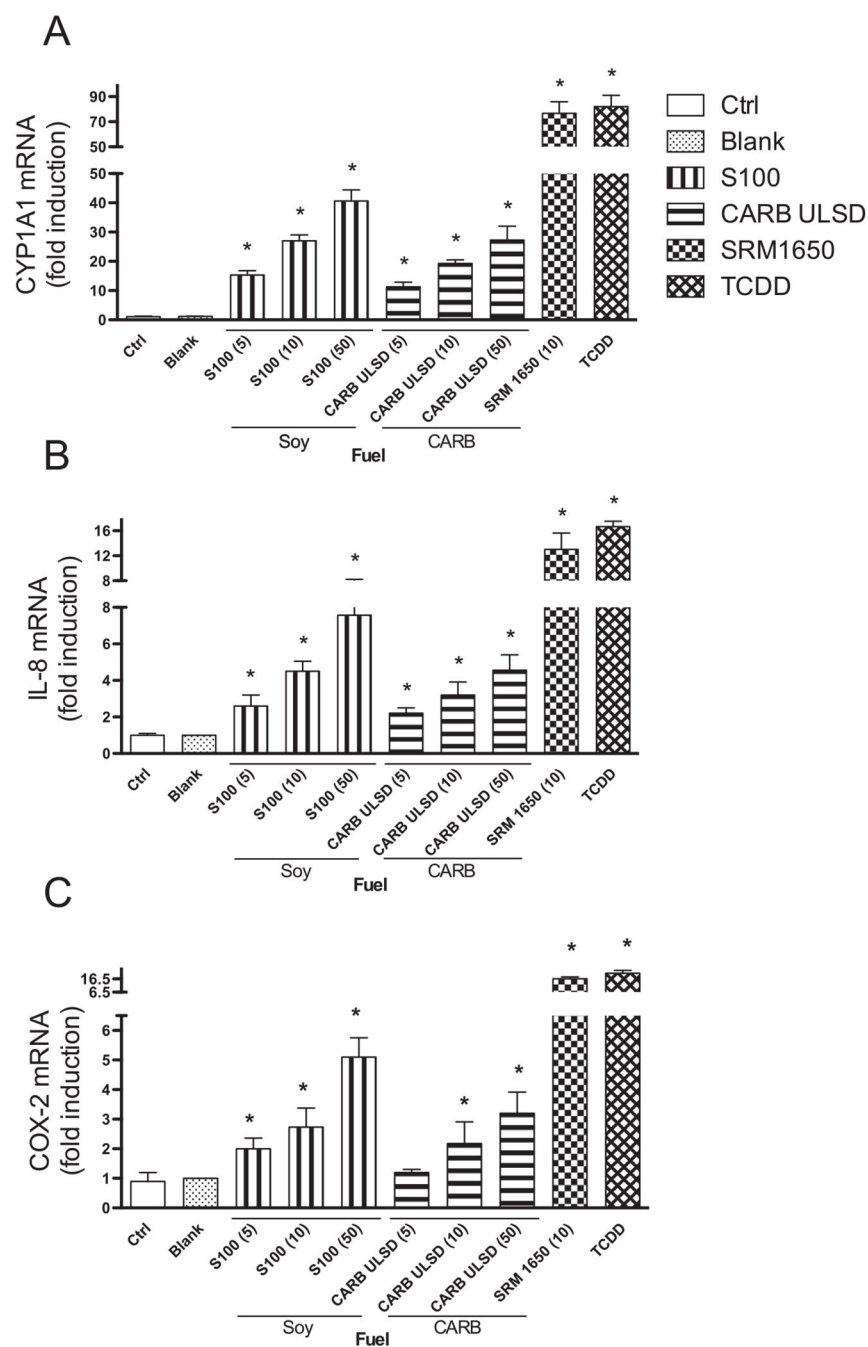 A
CYP1A1 mRNA
(fold induction)
90
70
50
50
40
30
20
10
0
* * * * * * * *
Ctrl
Blank
S100 (5)
S100 (10)
S100 (50)
CARB ULSD (5)
CARB ULSD (10)
CARB ULSD (50)
SRM 1650 (10)
TCDD
Soy
CARB
Fuel
Ctrl
Blank
S100
CARB ULSD
SRM1650
TCDD
B
IL-8 mRNA
(fold induction)
16
12
8
8
6
4
2
0
* * * * * * * *
Ctrl
Blank
S100 (5)
S100 (10)
S100 (50)
CARB ULSD (5)
CARB ULSD (10)
CARB ULSD (50)
SRM 1650 (10)
TCDD
Soy
CARB
Fuel
C
COX-2 mRNA
(fold induction)
16.5
6.5
6
5
4
3
2
1
0
* * * * * * *
Ctrl
Blank
S100 (5)
S100 (10)
S100 (50)
CARB ULSD (5)
CARB ULSD (10)
CARB ULSD (50)
SRM 1650 (10)
TCDD
Soy
CARB
Fuel